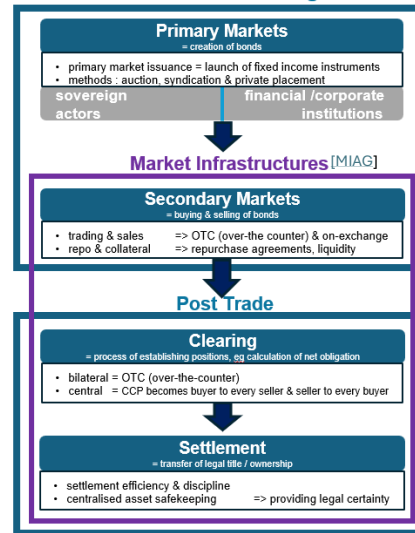 Primary Markets
= creation of bonds
• primary market issuance = launch of fixed income instruments
• methods : auction, syndication & private placement
sovereign actors
financial /corporate institutions
Market Infrastructures [MIAG]
Secondary Markets
= buying & selling of bonds
• trading & sales => OTC (over-the counter) & on-exchange
• repo & collateral => repurchase agreements, liquidity
Post Trade
Clearing
= process of establishing positions, eg calculation of net obligation
• bilateral = OTC (over-the-counter)
• central = CCP becomes buyer to every seller & seller to every buyer
Settlement
= transfer of legal title / ownership
• settlement efficiency & discipline
• centralised asset safekeeping => providing legal certainty